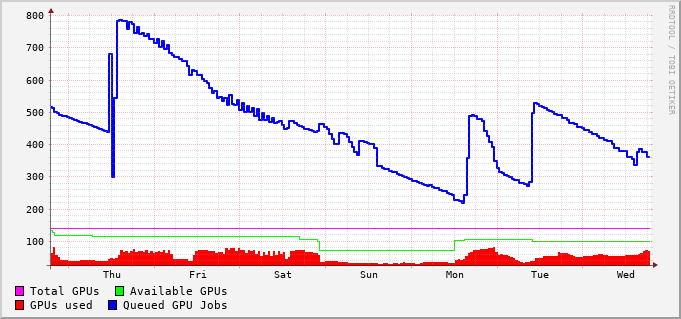 800
700
600
500
400
300
200
100
Thu Fri Sat Sun Mon Tue Wed
Total GPUs Available GPUs
GPUs used Queued GPU Jobs
RRDTOOL / TOBI OETIKER